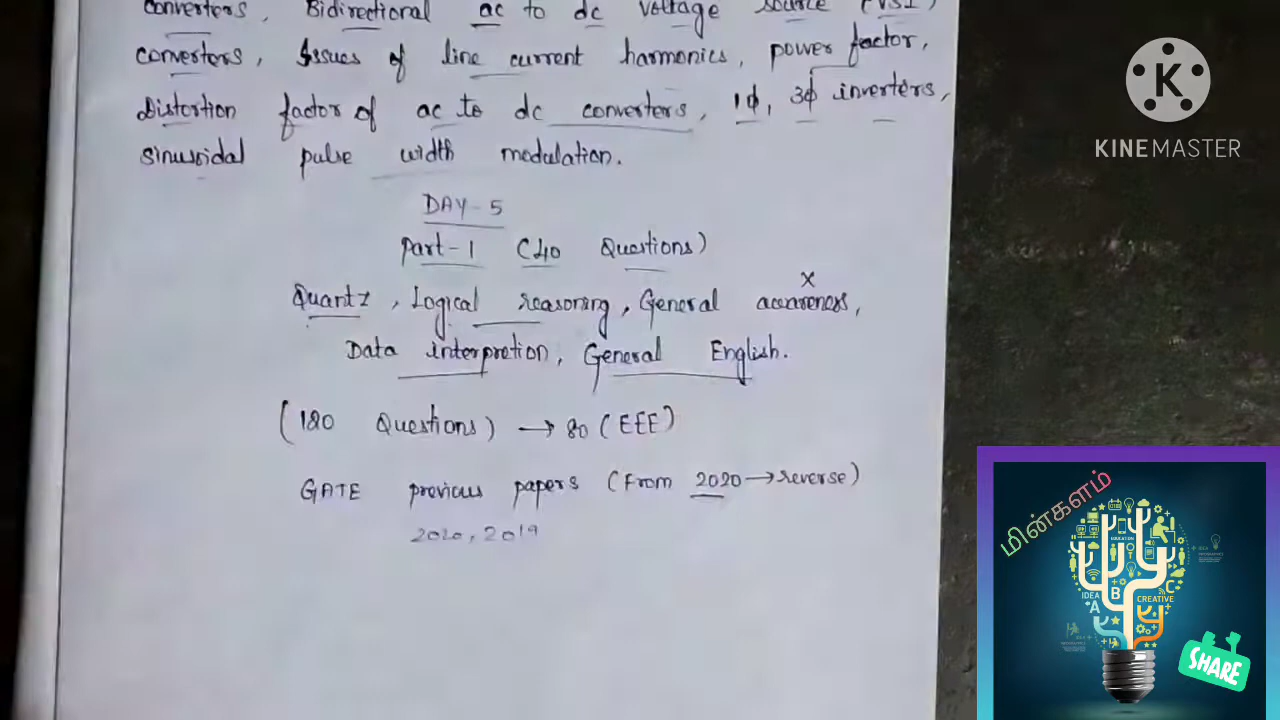 converters, Bidirectional ac to dc voltage source (VSI)
converters, Issues of line current harmonics, power factor,
Distortion factor of ac to dc converters, 1ϕ, 3ϕ inverters,
sinusoidal pulse width modulation.
DAY-5
Part-1 (40 Questions)
x
Quantz, Logical reasoning, General awareness,
Data interpretion, General English.
(120 Questions) → 80 (EEE)
GATE previous papers (From 2020 → reverse)
2020, 2019
K
KINEMASTER
மின்களம்
EDUCATION
IDEA
A
B
CREATIVE
SHARE